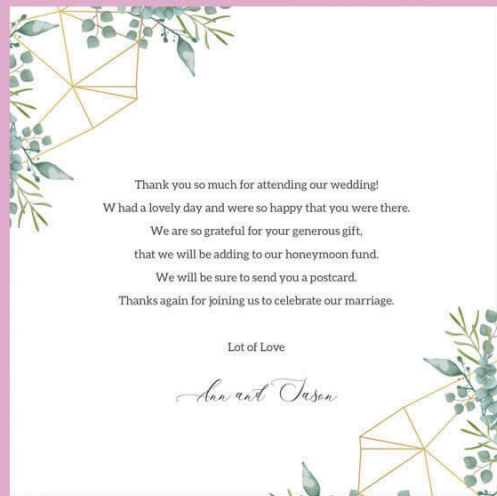 Thank you so much for attending our wedding!
W had a lovely day and were so happy that you were there.
We are so grateful for your generous gift,
that we will be adding to our honeymoon fund.
We will be sure to send you a postcard.
Thanks again for joining us to celebrate our marriage.
Lot of Love
Ann and Jason